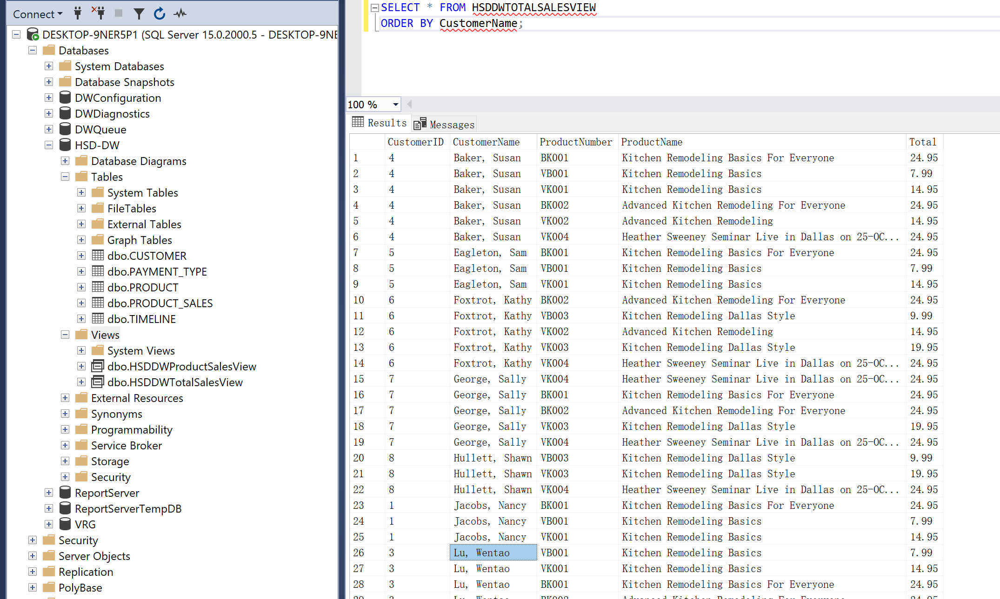 Connect
DESKTOP-9NER5P1 (SQL Server 15.0.2000.5 - DESKTOP-9NE
Databases
System Databases
Database Snapshots
DWConfiguration
DWDiagnostics
DWQueue
HSD-DW
Database Diagrams
Tables
System Tables
FileTables
External Tables
Graph Tables
dbo.CUSTOMER
dbo.PAYMENT_TYPE
dbo.PRODUCT
dbo.PRODUCT_SALES
dbo.TIMELINE
Views
System Views
dbo.HSDDWProductSalesView
dbo.HSDDWTotalSalesView
External Resources
Synonyms
Programmability
Service Broker
Storage
Security
ReportServer
ReportServerTempDB
VRG
Security
Server Objects
Replication
PolyBase
SELECT * FROM HSDDWTOTALSALESVIEW
ORDER BY CustomerName;
100 %
Results Messages
CustomerID CustomerName ProductNumber ProductName Total
1 4 Baker, Susan BK001 Kitchen Remodeling Basics For Everyone 24.95
2 4 Baker, Susan VB001 Kitchen Remodeling Basics 7.99
3 4 Baker, Susan VK001 Kitchen Remodeling Basics 14.95
4 4 Baker, Susan BK002 Advanced Kitchen Remodeling For Everyone 24.95
5 4 Baker, Susan VK002 Advanced Kitchen Remodeling 14.95
6 4 Baker, Susan VK004 Heather Sweeney Seminar Live in Dallas on 25-OC... 24.95
7 5 Eagleton, Sam BK001 Kitchen Remodeling Basics For Everyone 24.95
8 5 Eagleton, Sam VB001 Kitchen Remodeling Basics 7.99
9 5 Eagleton, Sam VK001 Kitchen Remodeling Basics 14.95
10 6 Foxtrot, Kathy BK002 Advanced Kitchen Remodeling For Everyone 24.95
11 6 Foxtrot, Kathy VB003 Kitchen Remodeling Dallas Style 9.99
12 6 Foxtrot, Kathy VK002 Advanced Kitchen Remodeling 14.95
13 6 Foxtrot, Kathy VK003 Kitchen Remodeling Dallas Style 19.95
14 6 Foxtrot, Kathy VK004 Heather Sweeney Seminar Live in Dallas on 25-OC... 24.95
15 7 George, Sally VK004 Heather Sweeney Seminar Live in Dallas on 25-OC... 24.95
16 7 George, Sally BK001 Kitchen Remodeling Basics For Everyone 24.95
17 7 George, Sally BK002 Advanced Kitchen Remodeling For Everyone 24.95
18 7 George, Sally VK003 Kitchen Remodeling Dallas Style 19.95
19 7 George, Sally VK004 Heather Sweeney Seminar Live in Dallas on 25-OC... 24.95
20 8 Hullett, Shawn VB003 Kitchen Remodeling Dallas Style 9.99
21 8 Hullett, Shawn VK003 Kitchen Remodeling Dallas Style 19.95
22 8 Hullett, Shawn VK004 Heather Sweeney Seminar Live in Dallas on 25-OC... 24.95
23 1 Jacobs, Nancy BK001 Kitchen Remodeling Basics For Everyone 24.95
24 1 Jacobs, Nancy VB001 Kitchen Remodeling Basics 7.99
25 1 Jacobs, Nancy VK001 Kitchen Remodeling Basics 14.95
26 3 Lu, Wentao VB001 Kitchen Remodeling Basics 7.99
27 3 Lu, Wentao VK001 Kitchen Remodeling Basics 14.95
28 3 Lu, Wentao BK001 Kitchen Remodeling Basics For Everyone 24.95